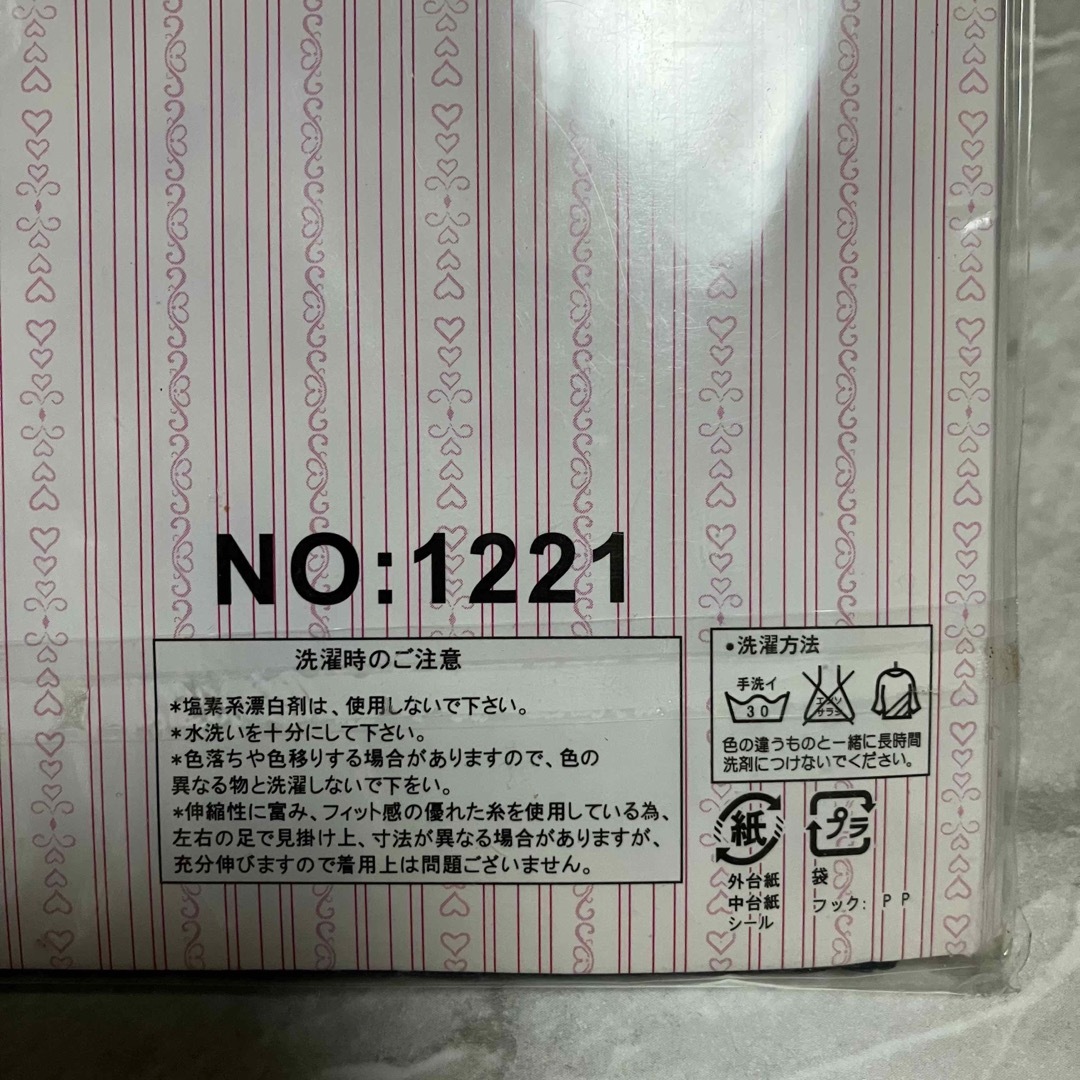 NO:1221
洗濯時のご注意
*塩素系漂白剤は、使用しないで下さい。
*水洗いを十分にして下さい。
*色落ちや色移りする場合がありますので、色の
異なる物と洗濯しないで下をい。
*伸縮性に富み、フィット感の優れた糸を使用している為、
左右の足で見掛け上、寸法が異なる場合がありますが、
充分伸びますので着用上は問題ございません。
•洗濯方法
手洗イ
30
エンソ
サラシ
色の違うものと一緒に長時間
洗剤につけないでください。
紙
外台紙
中台紙
シール
プラ
袋
フック: PP